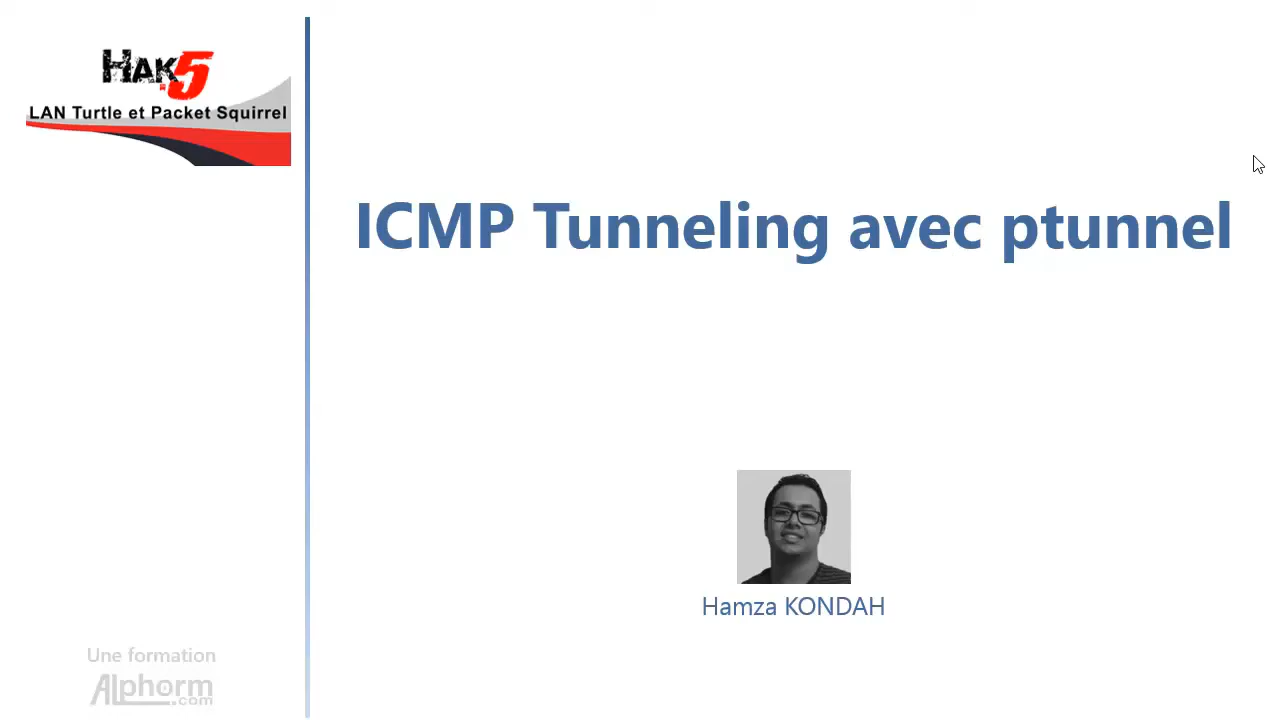 HAK5
LAN Turtle et Packet Squirrel
ICMP Tunneling avec ptunnel
Hamza KONDAH
Une formation
Alphorm
.com